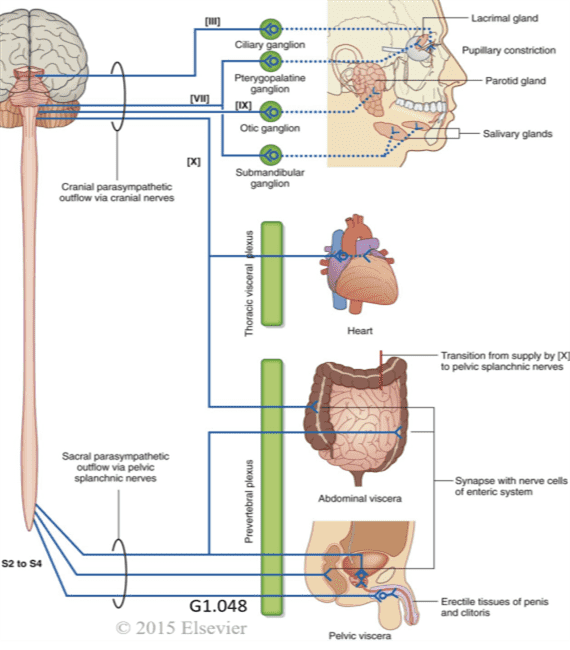 [III]
Ciliary ganglion
Lacrimal gland
Pupillary constriction
Pterygopalatine
ganglion
Parotid gland
[VII]
[IX]
Otic ganglion
Salivary glands
[X]
Submandibular
ganglion
Cranial parasympathetic
outflow via cranial nerves
Thoracic visceral plexus
Heart
Transition from supply by [X]
to pelvic splanchnic nerves
Prevertebral plexus
Sacral parasympathetic
outflow via pelvic
splanchnic nerves
Synapse with nerve cells
of enteric system
Abdominal viscera
S2 to S4
G1.048
Erectile tissues of penis
and clitoris
© 2015 Elsevier
Pelvic viscera